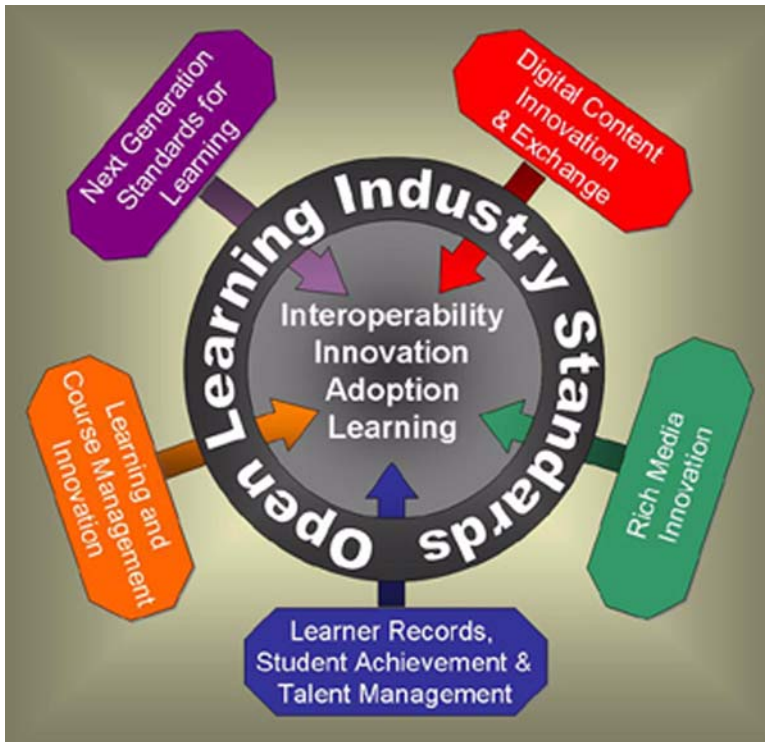 Next Generation
Standards for
Learning
Digital Content
Innovation
& Exchange
Open Learning Industry Standards
Interoperability
Innovation
Adoption
Learning
Learning and
Course Management
Innovation
Rich Media
Innovation
Learner Records,
Student Achievement &
Talent Management